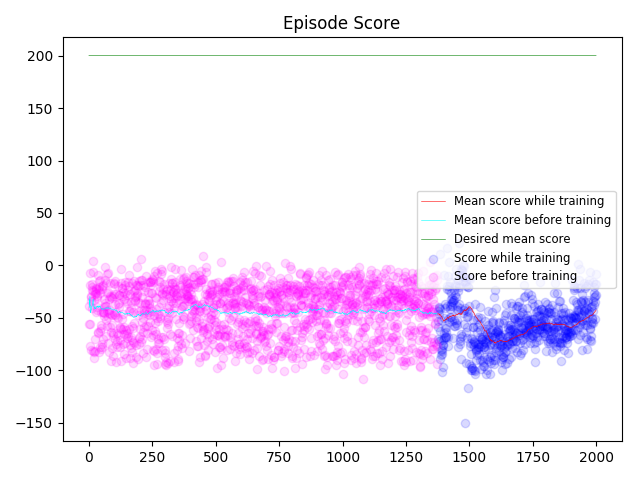 Episode Score
200
150
100
50
0
−50
−100
−150
Mean score while training
Mean score before training
Desired mean score
Score while training
Score before training
0 250 500 750 1000 1250 1500 1750 2000